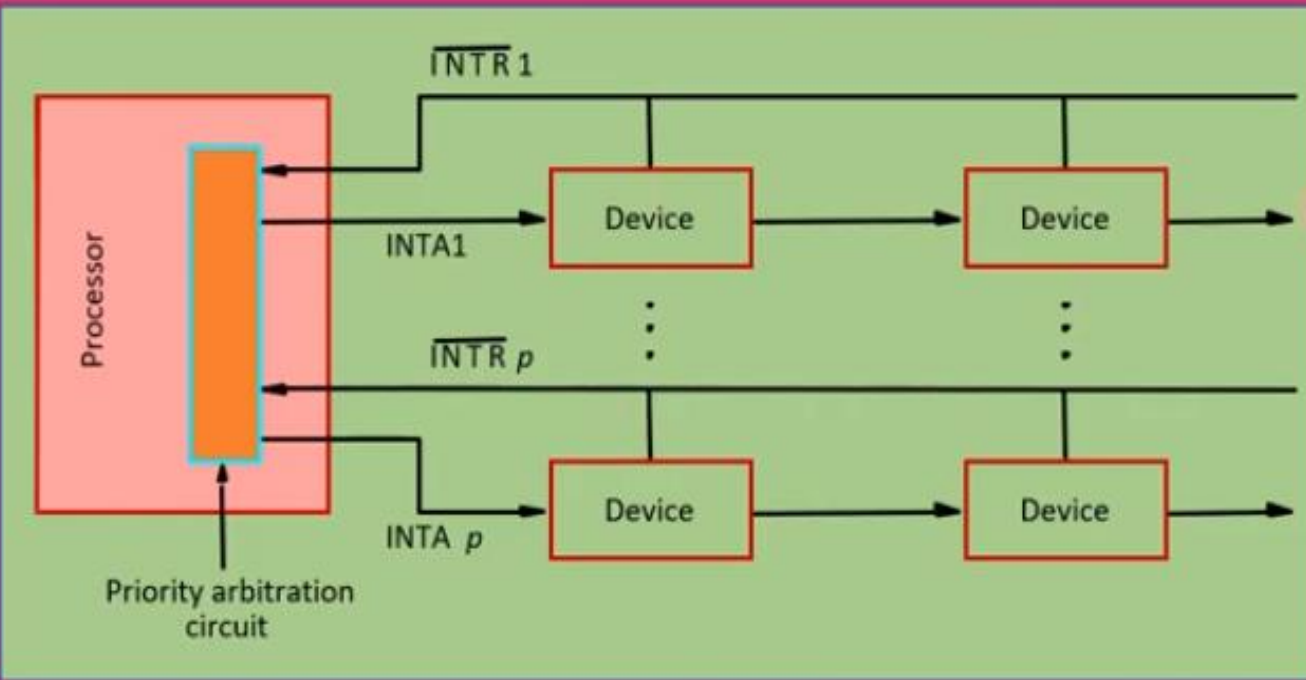 INTR 1
Device
Device
INTA1
Processor
INTR p
Device
Device
INTA p
Priority arbitration
circuit